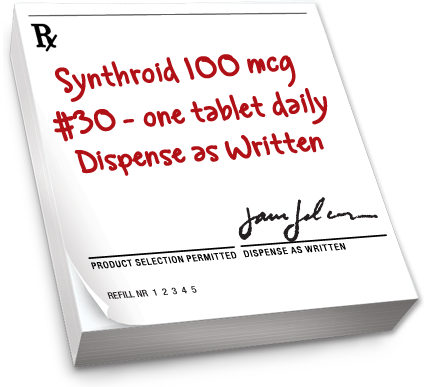 Rx
Synthroid 100 mcg
#30 - one tablet daily
Dispense as Written
PRODUCT SELECTION PERMITTED DISPENSE AS WRITTEN
REFILL NR 1 2 3 4 5